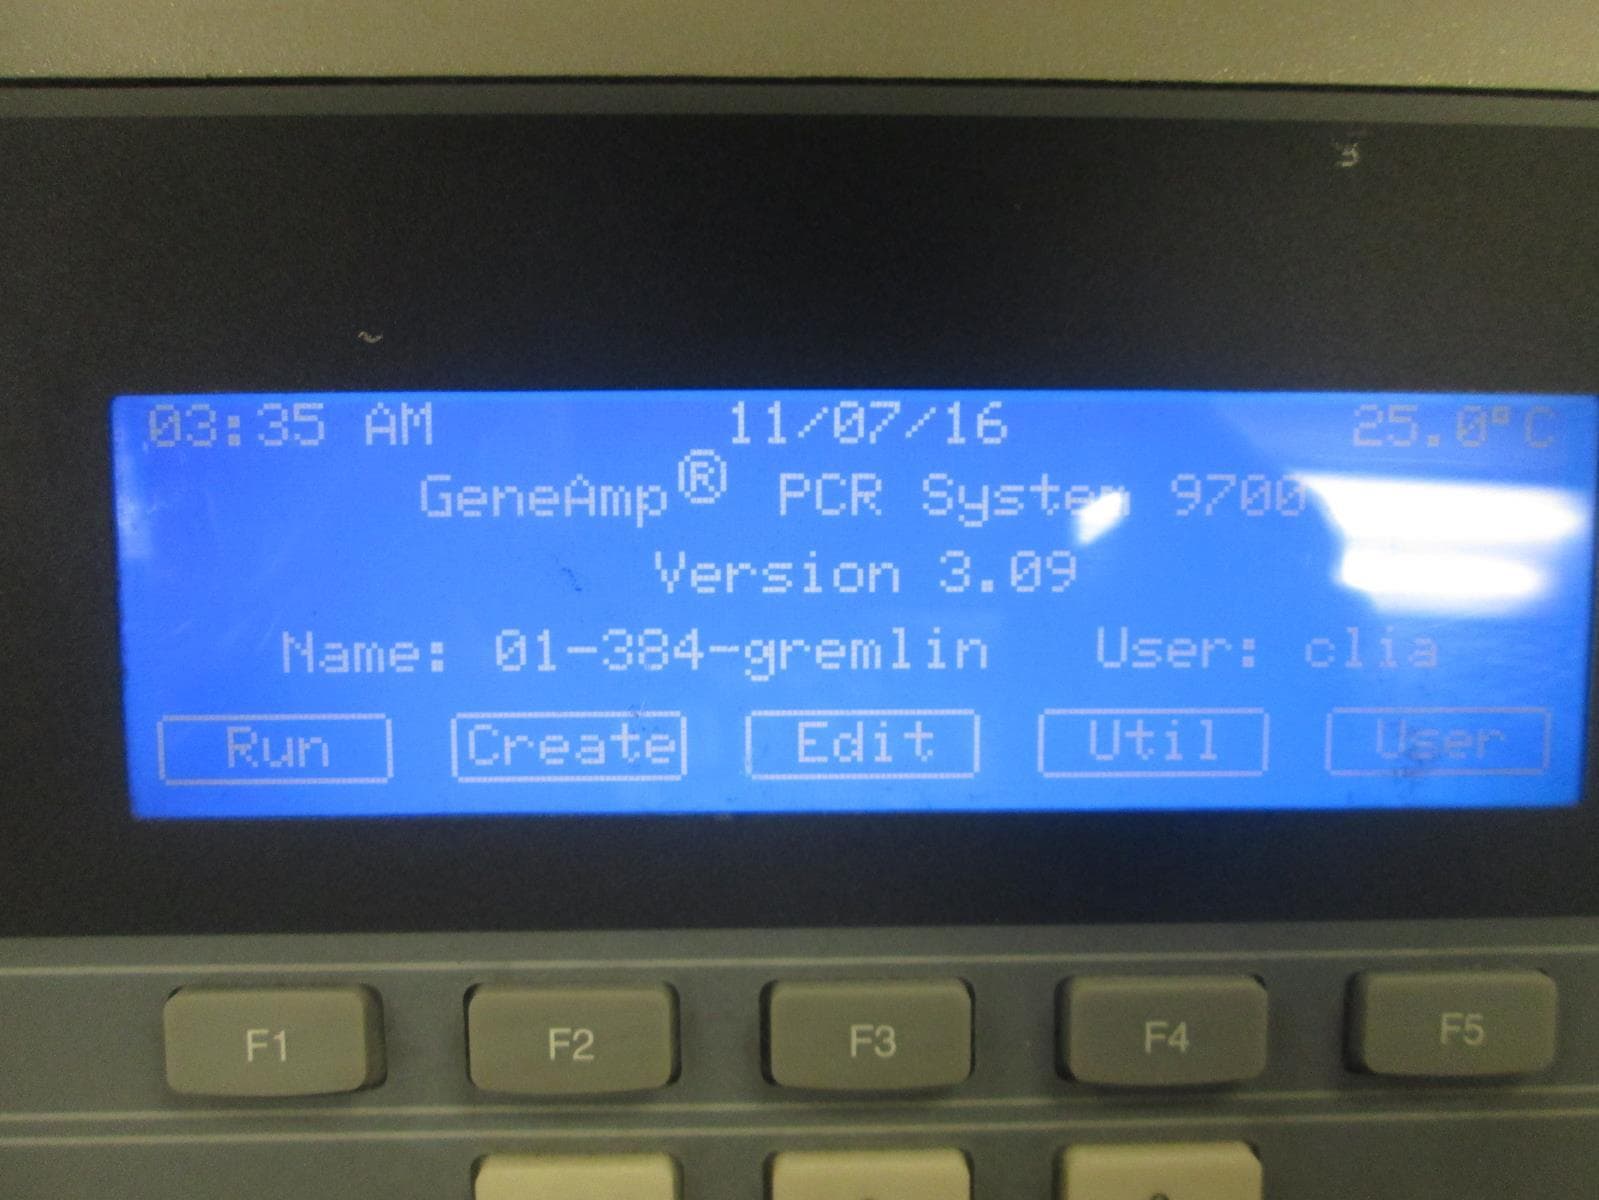 03:35 AM 11/07/16 25.0°C
GeneAmp® PCR System 9700
Version 3.09
Name: 01-384-gremlin User: clia
Run Create Edit Util User
F1 F2 F3 F4 F5